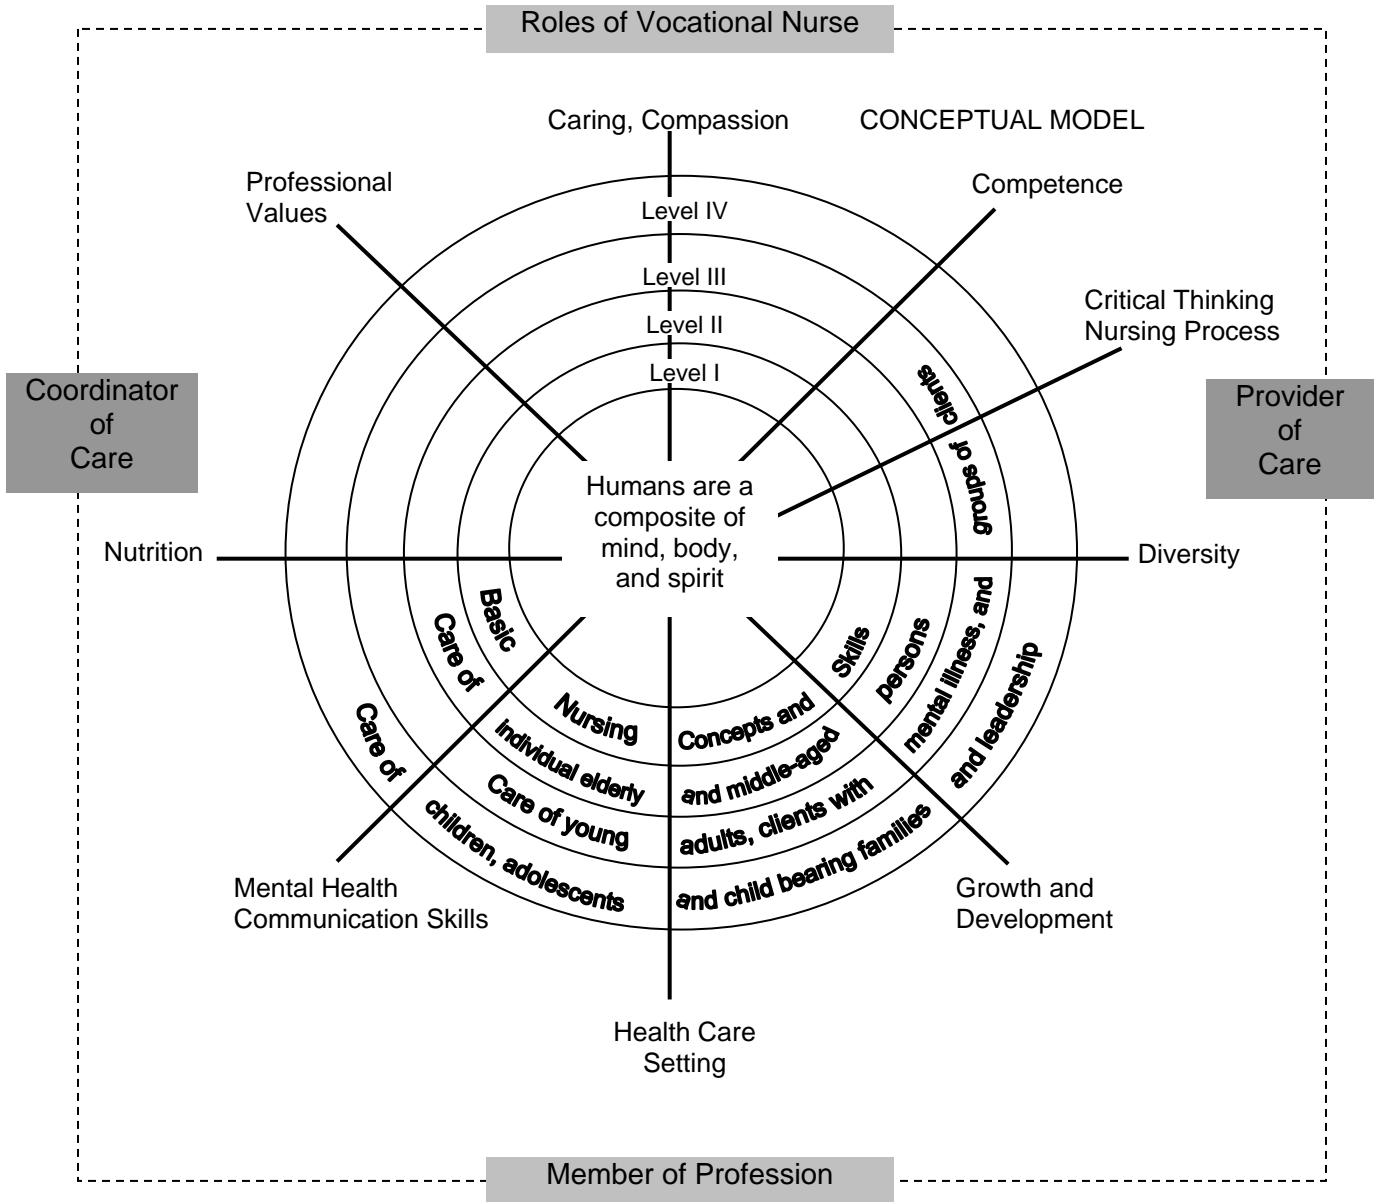 Roles of Vocational Nurse
Caring, Compassion
CONCEPTUAL MODEL
Professional
Values
Competence
Level IV
Level III
Level II
Level I
Critical Thinking
Nursing Process
Coordinator
of
Care
Provider
of
Care
Humans are a
composite of
mind, body,
and spirit
Nutrition
Diversity
Basic Nursing Concepts and Skills
Care of individual elderly and middle-aged persons
Care of young adults, clients with mental illness, and groups of clients
Care of children, adolescents and child bearing families and leadership
Mental Health
Communication Skills
Growth and
Development
Health Care
Setting
Member of Profession